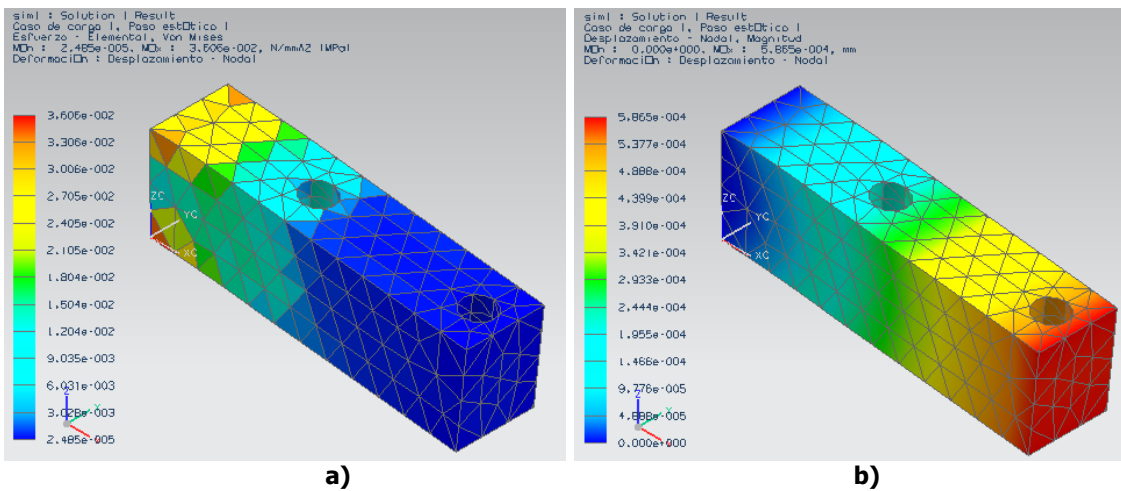 sim1 : Solution 1 Result
Caso de carga 1, Paso est□tico 1
Esfuerzo - Elemental, Von Mises
M□n : 2.485e-005, M□x : 3.606e-002, N/mm^2 (MPa)
Deformaci□n : Desplazamiento - Nodal
3.606e-002
3.306e-002
3.006e-002
2.705e-002
2.405e-002
2.105e-002
1.804e-002
1.504e-002
1.204e-002
9.035e-003
6.031e-003
3.028e-003
2.485e-005
ZC
YC
XC
Z
a)
sim1 : Solution 1 Result
Caso de carga 1, Paso est□tico 1
Desplazamiento - Nodal, Magnitud
M□n : 0.000e+000, M□x : 5.865e-004, mm
Deformaci□n : Desplazamiento - Nodal
5.865e-004
5.377e-004
4.888e-004
4.399e-004
3.910e-004
3.421e-004
2.933e-004
2.444e-004
1.955e-004
1.466e-004
9.776e-005
4.888e-005
0.000e+000
ZC
YC
XC
Z
b)